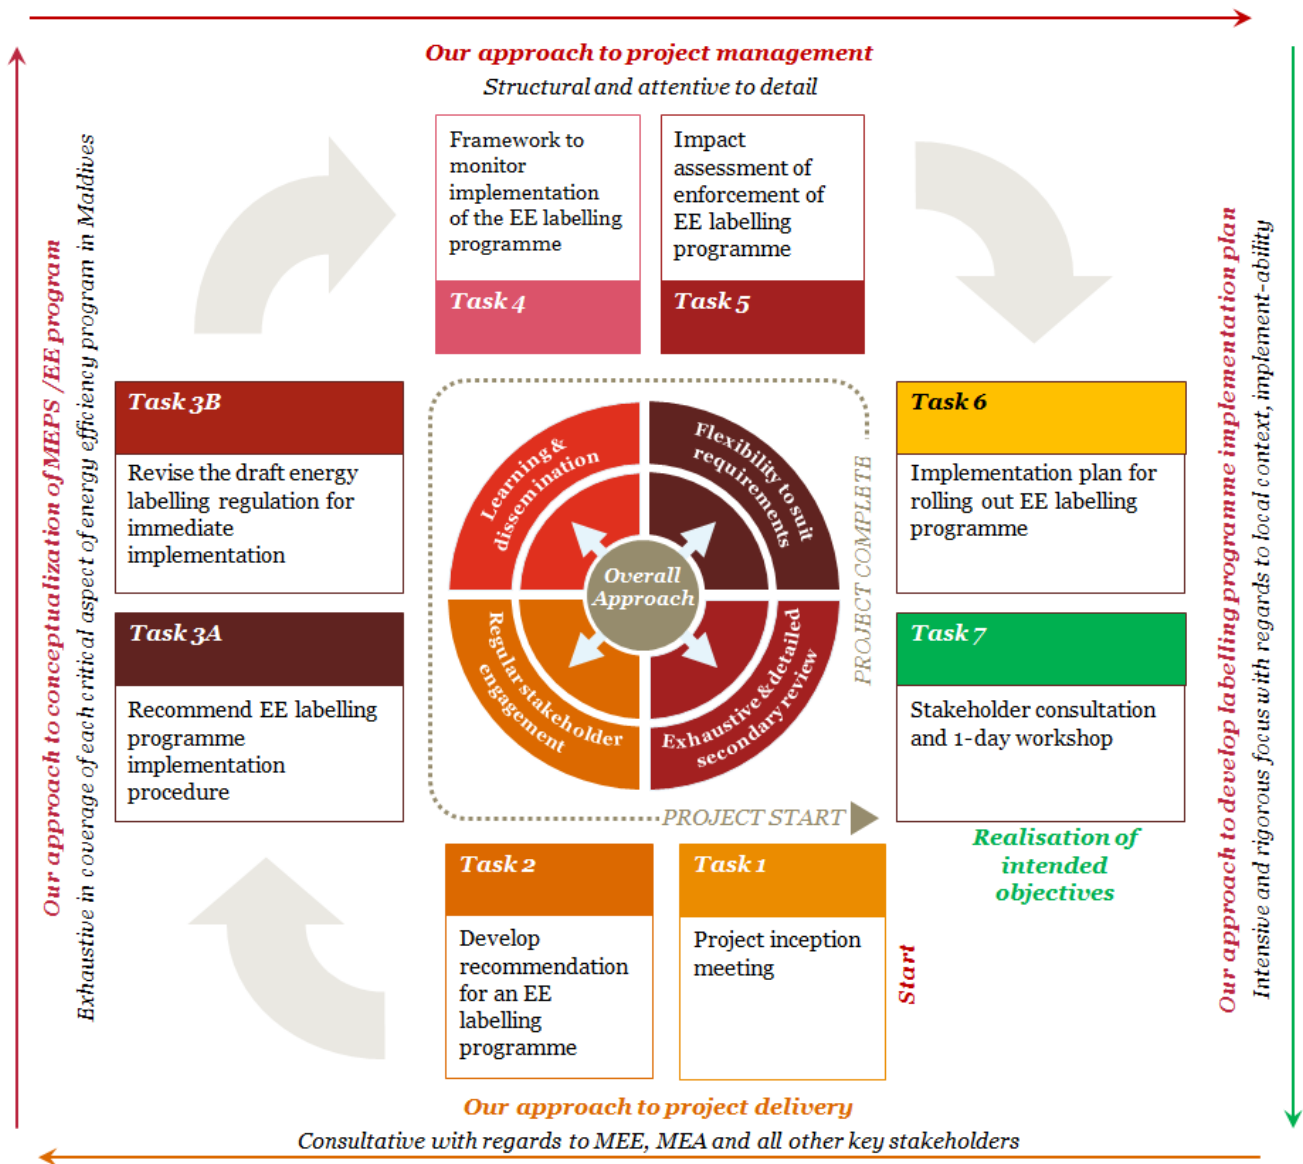 Our approach to project management
Structural and attentive to detail
Framework to
monitor
implementation
of the EE labelling
programme
Task 4
Impact
assessment of
enforcement of
EE labelling
programme
Task 5
Our approach to conceptualization of MEPS /EE program
Exhaustive in coverage of each critical aspect of energy efficiency program in Maldives
Task 3B
Revise the draft energy
labelling regulation for
immediate
implementation
Task 3A
Recommend EE labelling
programme
implementation
procedure
Learning &
dissemination
Flexibility to suit
requirements
Overall
Approach
Regular stakeholder
engagement
Exhaustive & detailed
secondary review
PROJECT COMPLETE
PROJECT START
Task 6
Implementation plan for
rolling out EE labelling
programme
Task 7
Stakeholder consultation
and 1-day workshop
Realisation of
intended
objectives
Our approach to develop labelling programme implementation plan
Intensive and rigorous focus with regards to local context, implement-ability
Task 2
Develop
recommendation
for an EE
labelling
programme
Task 1
Project inception
meeting
Start
Our approach to project delivery
Consultative with regards to MEE, MEA and all other key stakeholders